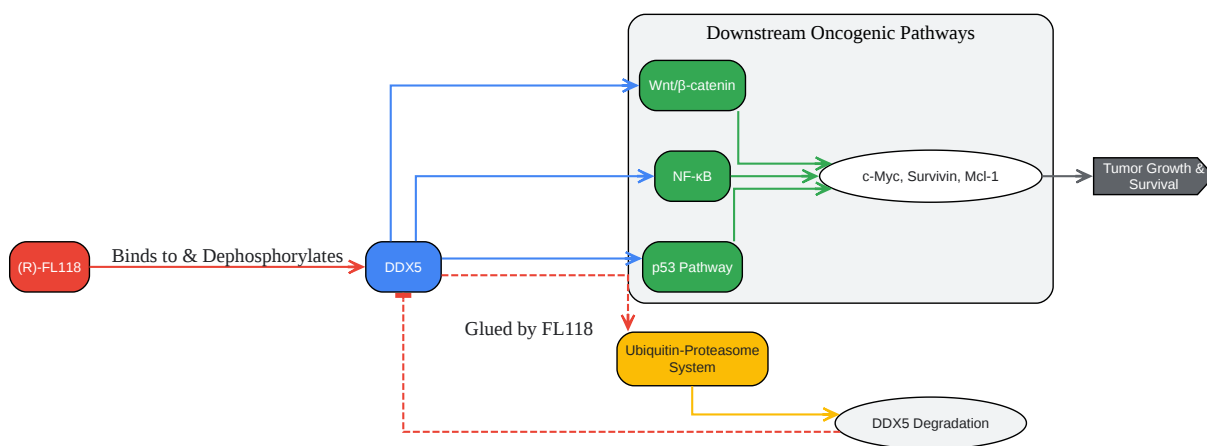 Downstream Oncogenic Pathways
Wnt/β-catenin
NF-κB
c-Myc, Survivin, Mcl-1
Tumor Growth &
Survival
(R)-FL118
Binds to & Dephosphorylates
DDX5
p53 Pathway
Glued by FL118
Ubiquitin-Proteasome
System
DDX5 Degradation